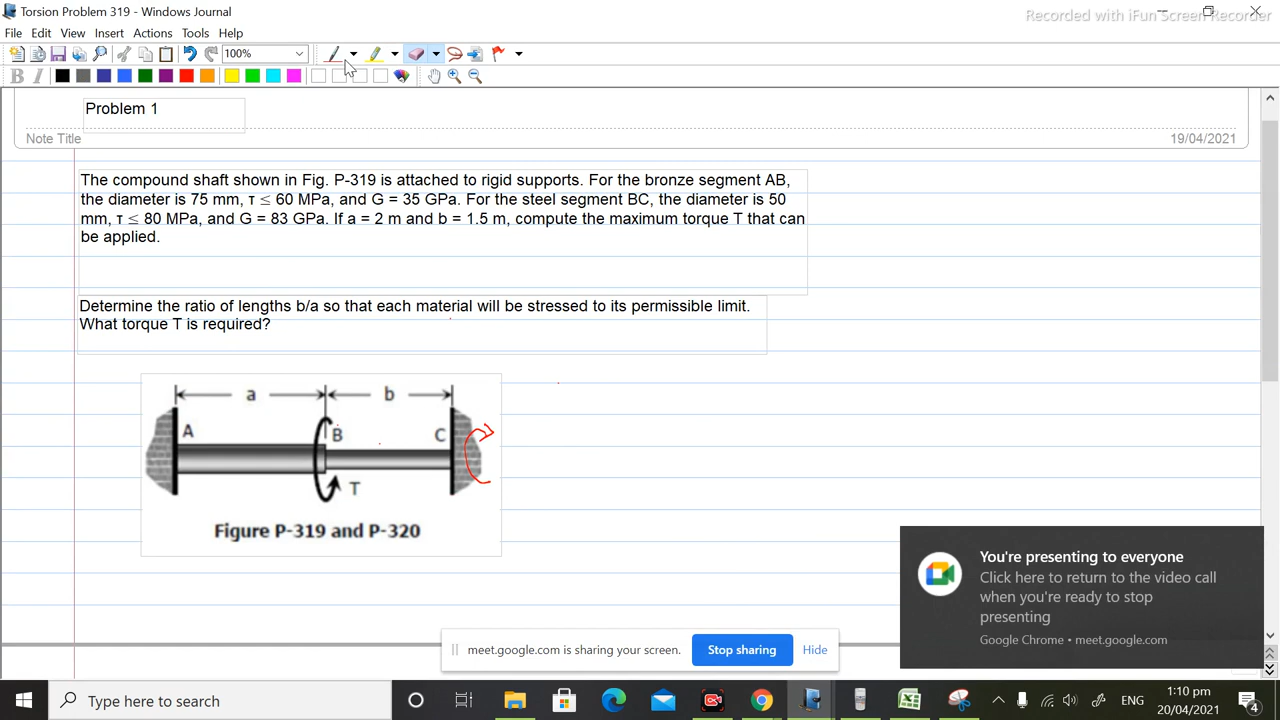 Torsion Problem 319 - Windows Journal
Recorded with iFun Screen Recorder
File Edit View Insert Actions Tools Help
100%
B I
Problem 1
Note Title
19/04/2021
The compound shaft shown in Fig. P-319 is attached to rigid supports. For the bronze segment AB,
the diameter is 75 mm, τ ≤ 60 MPa, and G = 35 GPa. For the steel segment BC, the diameter is 50
mm, τ ≤ 80 MPa, and G = 83 GPa. If a = 2 m and b = 1.5 m, compute the maximum torque T that can
be applied.
Determine the ratio of lengths b/a so that each material will be stressed to its permissible limit.
What torque T is required?
a b
A B C
T
Figure P-319 and P-320
You're presenting to everyone
Click here to return to the video call
when you're ready to stop
presenting
Google Chrome • meet.google.com
meet.google.com is sharing your screen. Stop sharing Hide
Type here to search
ENG
1:10 pm
20/04/2021
4